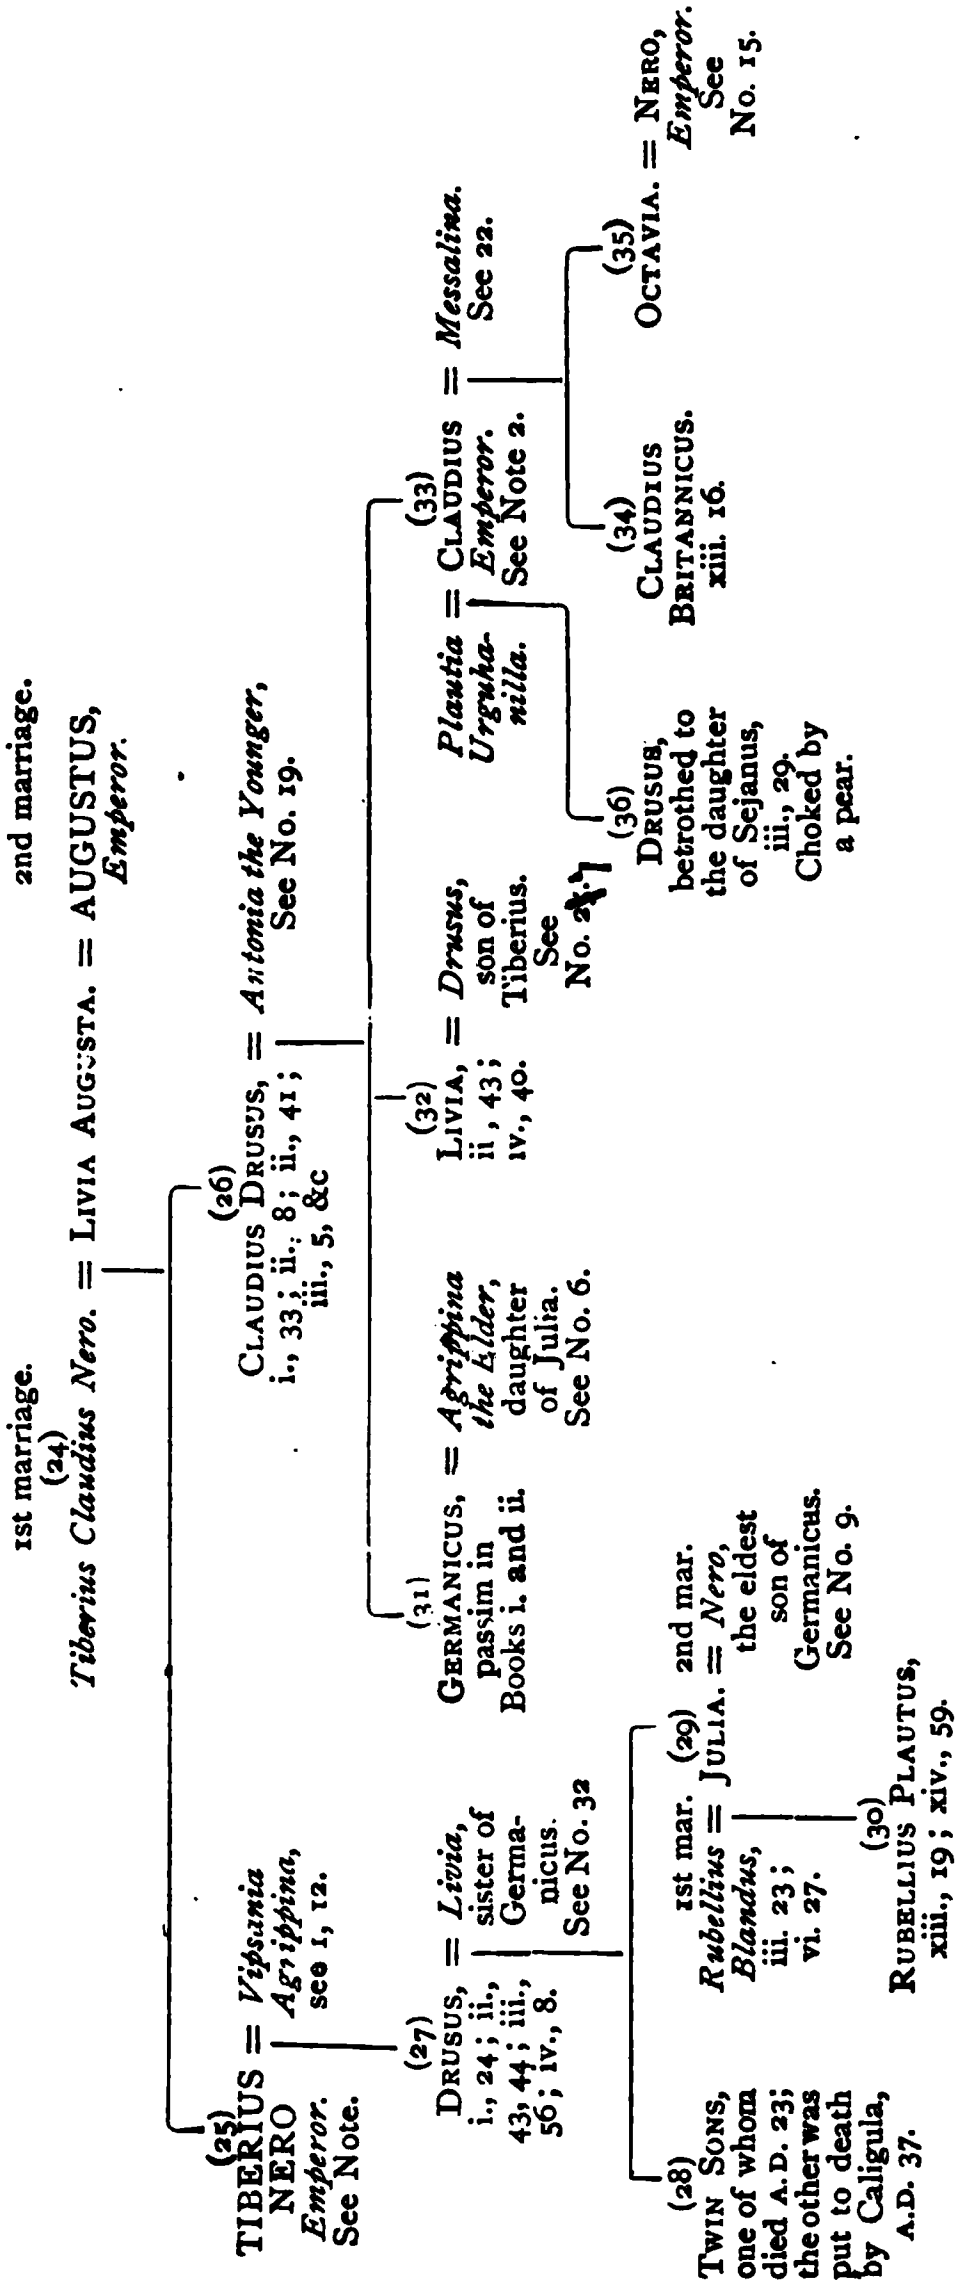 1st marriage.
2nd marriage.
(24)
Tiberius Claudius Nero. = LIVIA AUGUSTA. = AUGUSTUS,
Emperor.
(25)
TIBERIUS = Vipsania
NERO Agrippina,
Emperor. see 1, 12.
See Note.
(26)
CLAUDIUS DRUSUS, = Antonia the Younger,
i., 33; ii., 8; ii., 41; See No. 19.
iii., 5, &c
(27)
DRUSUS, = Livia,
i., 24; ii., sister of
43, 44; iii., Germa-
56; iv., 8. nicus.
See No. 32
(31)
GERMANICUS, = Agrippina
passim in the Elder,
Books i. and ii. daughter
of Julia.
See No. 6.
(32)
LIVIA, = Drusus,
ii, 43; son of
iv., 40. Tiberius.
See
No. 27
(33)
Plautia = CLAUDIUS = Messalina.
Urguha- Emperor. See 22.
nilla. See Note 2.
(28)
TWIN SONS,
one of whom
died A.D. 23;
the other was
put to death
by Caligula,
A.D. 37.
1st mar. (29) 2nd mar.
Rubellius = JULIA. = Nero,
Blandus, the eldest
iii. 23; son of
vi. 27. Germanicus.
See No. 9.
(30)
RUBELLIUS PLAUTUS,
xiii., 19; xiv., 59.
(36)
DRUSUS,
betrothed to
the daughter
of Sejanus,
iii., 29.
Choked by
a pear.
(34)
CLAUDIUS
BRITANNICUS.
xiii. 16.
(35)
OCTAVIA. = NERO,
Emperor.
See
No. 15.